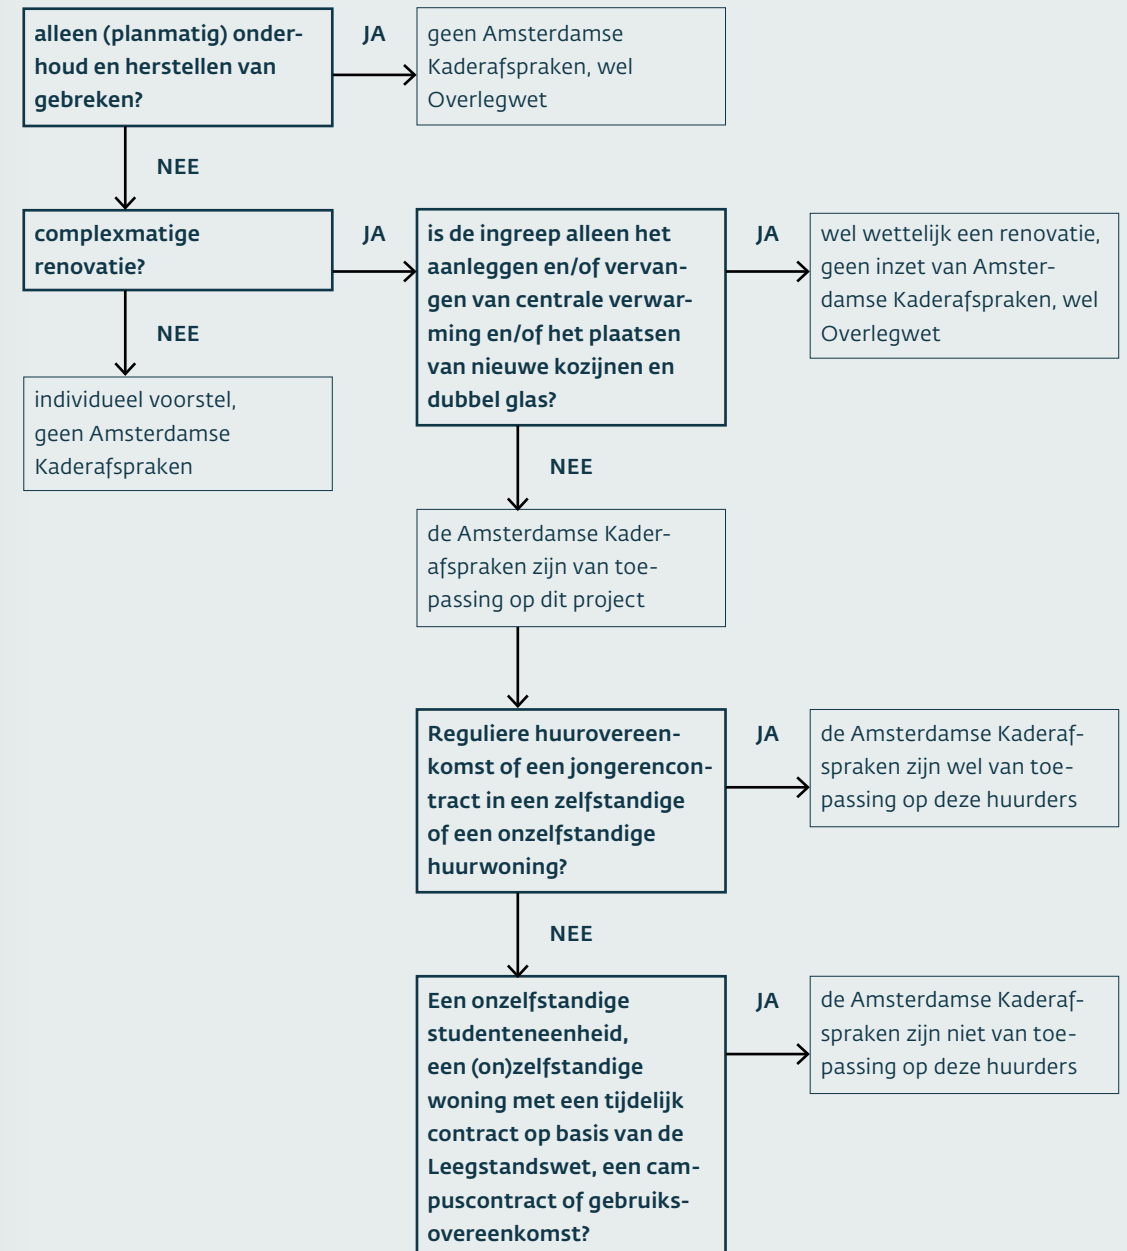 alleen (planmatig) onder-
houd en herstellen van
gebreken?
JA
geen Amsterdamse
Kaderafspraken, wel
Overlegwet
NEE
complexmatige
renovatie?
JA
is de ingreep alleen het
aanleggen en/of vervan-
gen van centrale verwar-
ming en/of het plaatsen
van nieuwe kozijnen en
dubbel glas?
JA
wel wettelijk een renovatie,
geen inzet van Amster-
damse Kaderafspraken, wel
Overlegwet
NEE
individueel voorstel,
geen Amsterdamse
Kaderafspraken
NEE
de Amsterdamse Kader-
afspraken zijn van toe-
passing op dit project
Reguliere huurovereen-
komst of een jongerencon-
tract in een zelfstandige
of een onzelfstandige
huurwoning?
JA
de Amsterdamse Kaderaf-
spraken zijn wel van toe-
passing op deze huurders
NEE
Een onzelfstandige
studenteneenheid,
een (on)zelfstandige
woning met een tijdelijk
contract op basis van de
Leegstandswet, een cam-
puscontract of gebruiks-
overeenkomst?
JA
de Amsterdamse Kaderaf-
spraken zijn niet van toe-
passing op deze huurders